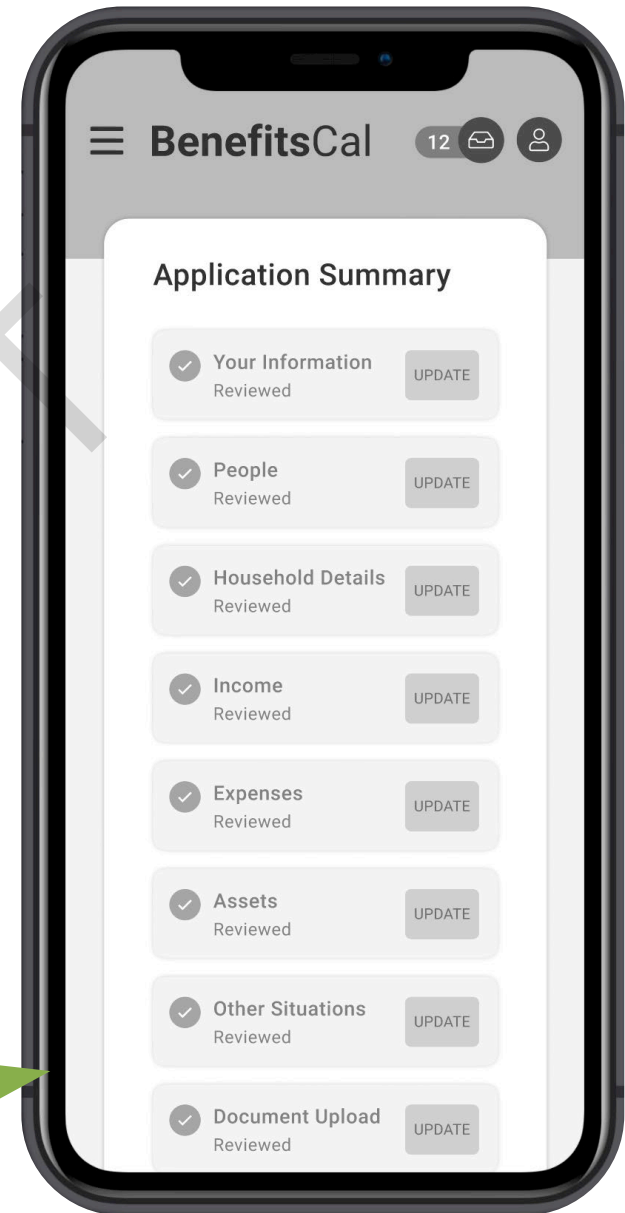 BenefitsCal
12
Application Summary
Your Information
Reviewed
UPDATE
People
Reviewed
UPDATE
Household Details
Reviewed
UPDATE
Income
Reviewed
UPDATE
Expenses
Reviewed
UPDATE
Assets
Reviewed
UPDATE
Other Situations
Reviewed
UPDATE
Document Upload
Reviewed
UPDATE